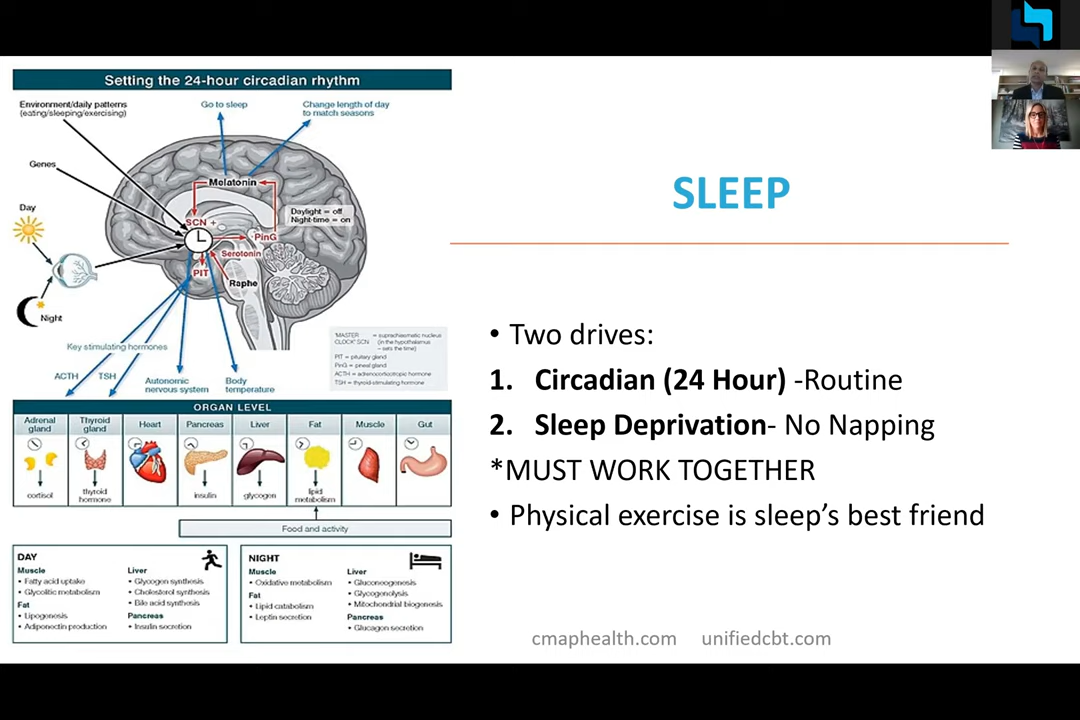 Setting the 24-hour circadian rhythm
Environment/daily patterns
(eating/sleeping/exercising)
Go to sleep
Change length of day
to match seasons
Genes
Melatonin
Day
Daylight = off
Night-time = on
SCN +
PinG
Serotonin
PIT
Raphe
Night
Key stimulating hormones
ACTH
TSH
Autonomic
nervous system
Body
temperature
'MASTER CLOCK' SCN = suprachiasmatic nucleus
(in the hypothalamus
– sets the time)
PIT = pituitary gland
PinG = pineal gland
ACTH = adrenocorticotropic hormone
TSH = thyroid-stimulating hormone
ORGAN LEVEL
Adrenal gland
Thyroid gland
Heart
Pancreas
Liver
Fat
Muscle
Gut
cortisol
thyroid hormone
insulin
glycogen
lipid metabolism
Food and activity
DAY
Muscle
• Fatty acid uptake
• Glycolitic metabolism
Fat
• Lipogenesis
• Adiponectin production
Liver
• Glycogen synthesis
• Cholesterol synthesis
• Bile acid synthesis
Pancreas
• Insulin secretion
NIGHT
Muscle
• Oxidative metabolism
Fat
• Lipid catabolism
• Leptin secretion
Liver
• Gluconeogenesis
• Glycogenolysis
• Mitochondrial biogenesis
Pancreas
• Glucagon secretion
SLEEP
• Two drives:
1. Circadian (24 Hour) -Routine
2. Sleep Deprivation- No Napping
*MUST WORK TOGETHER
• Physical exercise is sleep's best friend
cmaphealth.com unifiedcbt.com